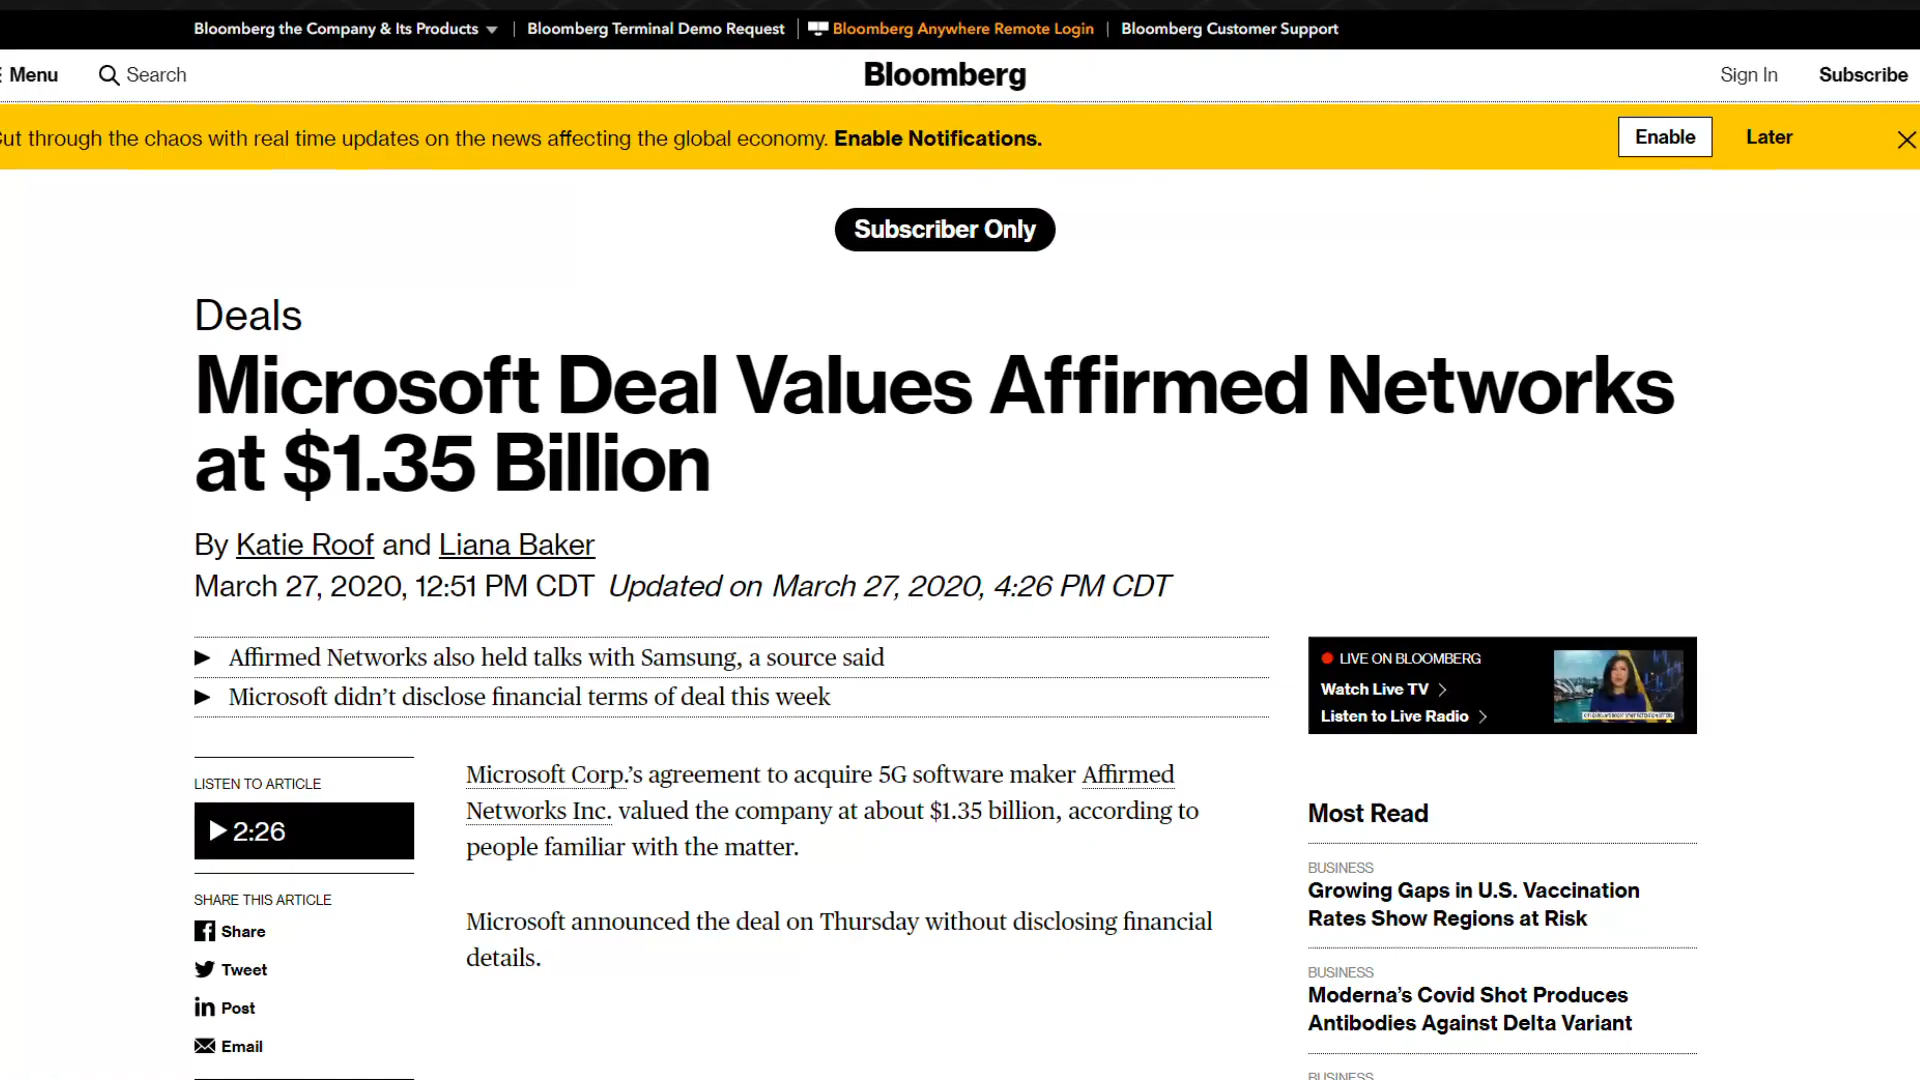 Bloomberg the Company & Its Products
Bloomberg Terminal Demo Request
Bloomberg Anywhere Remote Login
Bloomberg Customer Support
Menu
Search
Bloomberg
Sign In
Subscribe
ut through the chaos with real time updates on the news affecting the global economy. Enable Notifications.
Enable
Later
Subscriber Only
Deals
Microsoft Deal Values Affirmed Networks
at $1.35 Billion
By Katie Roof and Liana Baker
March 27, 2020, 12:51 PM CDT Updated on March 27, 2020, 4:26 PM CDT
Affirmed Networks also held talks with Samsung, a source said
Microsoft didn't disclose financial terms of deal this week
LISTEN TO ARTICLE
2:26
SHARE THIS ARTICLE
Share
Tweet
Post
Email
Microsoft Corp.'s agreement to acquire 5G software maker Affirmed
Networks Inc. valued the company at about $1.35 billion, according to
people familiar with the matter.
Microsoft announced the deal on Thursday without disclosing financial
details.
LIVE ON BLOOMBERG
Watch Live TV
Listen to Live Radio
Most Read
BUSINESS
Growing Gaps in U.S. Vaccination
Rates Show Regions at Risk
BUSINESS
Moderna's Covid Shot Produces
Antibodies Against Delta Variant
BUSINESS